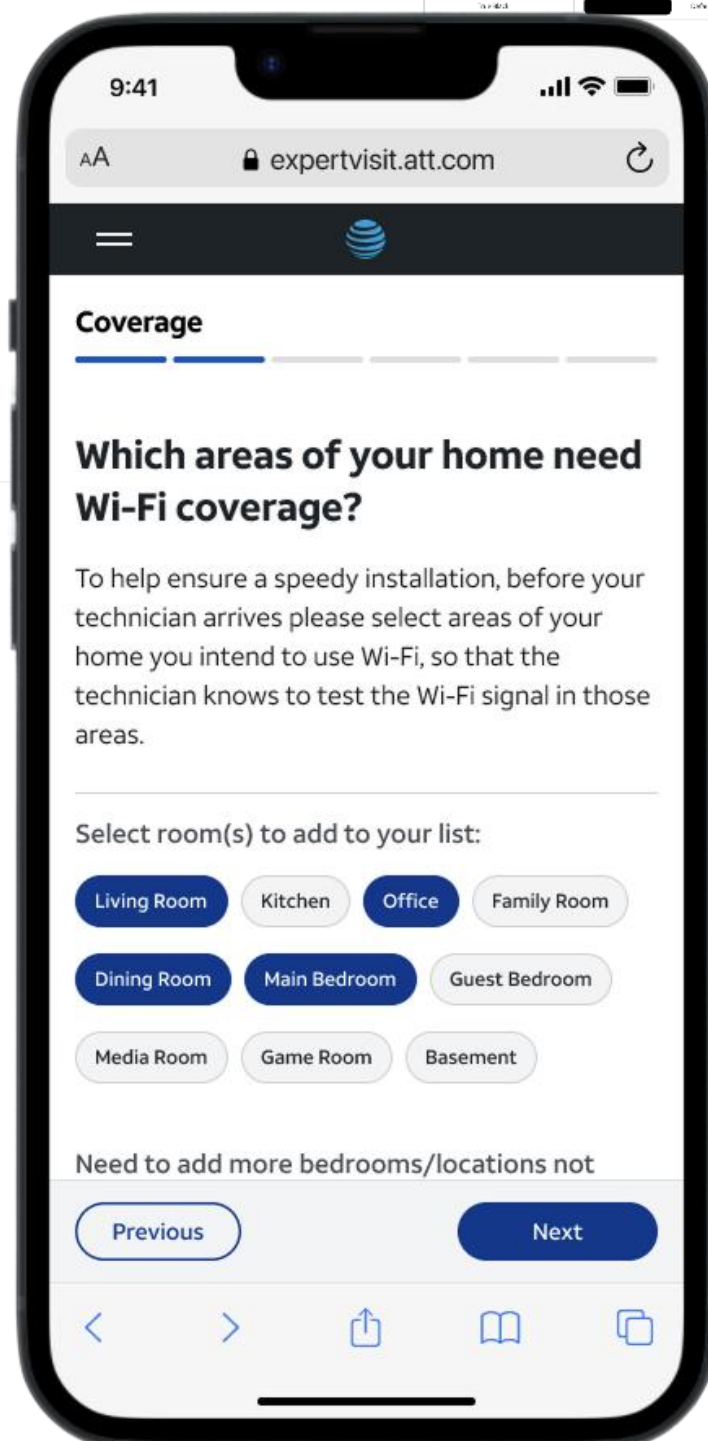 9:41
AA expertvisit.att.com
Coverage
Which areas of your home need
Wi-Fi coverage?
To help ensure a speedy installation, before your
technician arrives please select areas of your
home you intend to use Wi-Fi, so that the
technician knows to test the Wi-Fi signal in those
areas.
Select room(s) to add to your list:
Living Room Kitchen Office Family Room
Dining Room Main Bedroom Guest Bedroom
Media Room Game Room Basement
Need to add more bedrooms/locations not
Previous Next